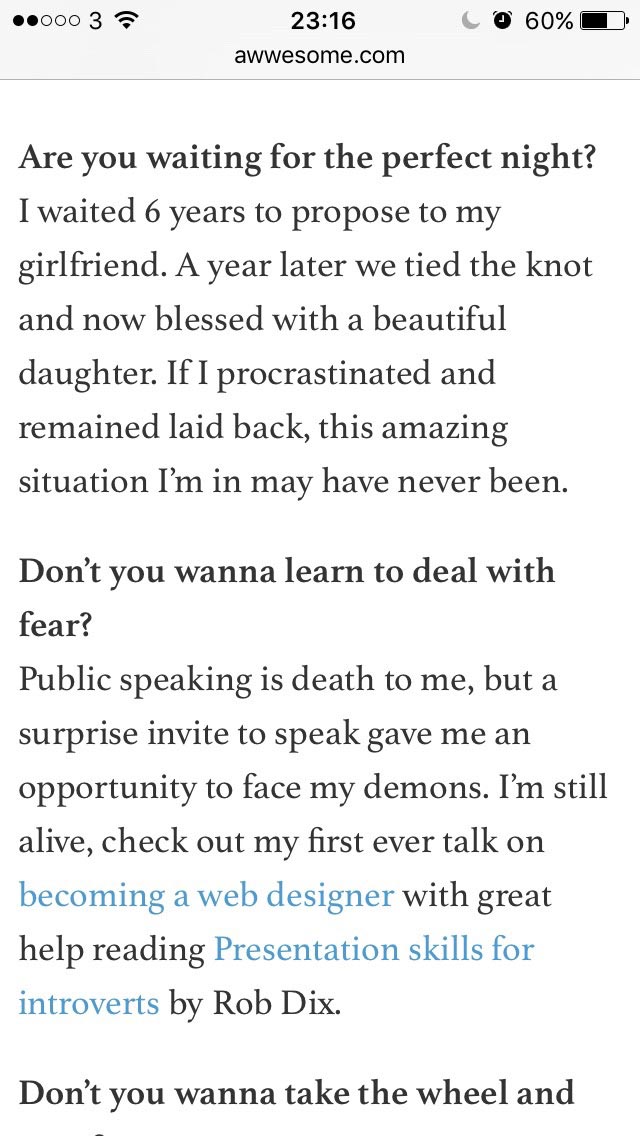 3 23:16 60%
awwesome.com
Are you waiting for the perfect night?
I waited 6 years to propose to my
girlfriend. A year later we tied the knot
and now blessed with a beautiful
daughter. If I procrastinated and
remained laid back, this amazing
situation I’m in may have never been.
Don’t you wanna learn to deal with
fear?
Public speaking is death to me, but a
surprise invite to speak gave me an
opportunity to face my demons. I’m still
alive, check out my first ever talk on
becoming a web designer with great
help reading Presentation skills for
introverts by Rob Dix.
Don’t you wanna take the wheel and